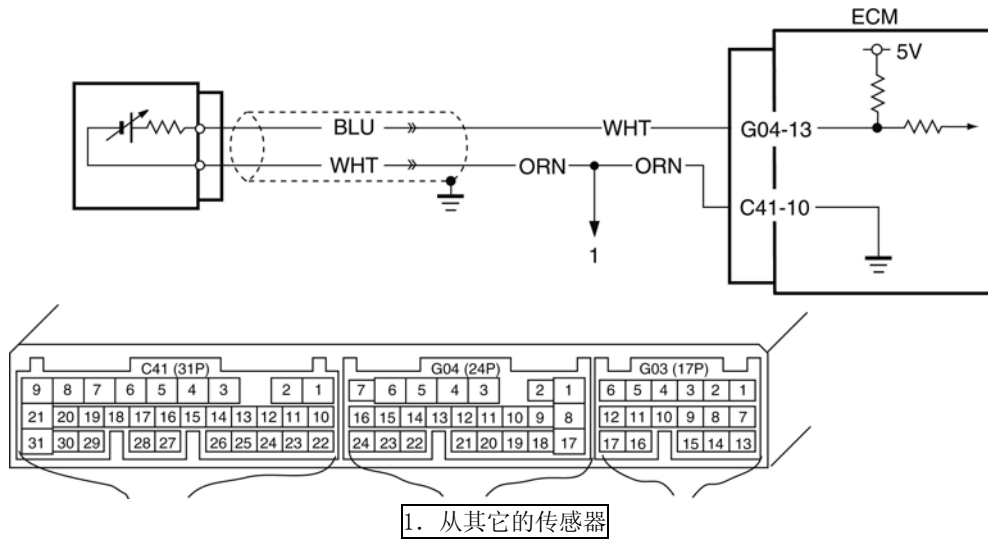 ECM
5V
BLU
WHT
G04-13
WHT
ORN
ORN
C41-10
1
C41 (31P)
G04 (24P)
G03 (17P)
9 8 7 6 5 4 3 2 1
7 6 5 4 3 2 1
6 5 4 3 2 1
21 20 19 18 17 16 15 14 13 12 11 10
16 15 14 13 12 11 10 9 8
12 11 10 9 8 7
31 30 29 28 27 26 25 24 23 22
24 23 22 21 20 19 18 17
17 16 15 14 13
1. 从其它的传感器